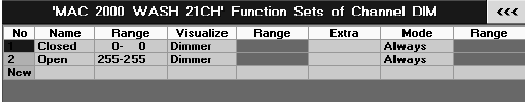 'MAC 2000 WASH 21CH' Function Sets of Channel DIM <<<
No Name Range Visualize Range Extra Mode Range
1 Closed 0- 0 Dimmer Always
2 Open 255-255 Dimmer Always
New